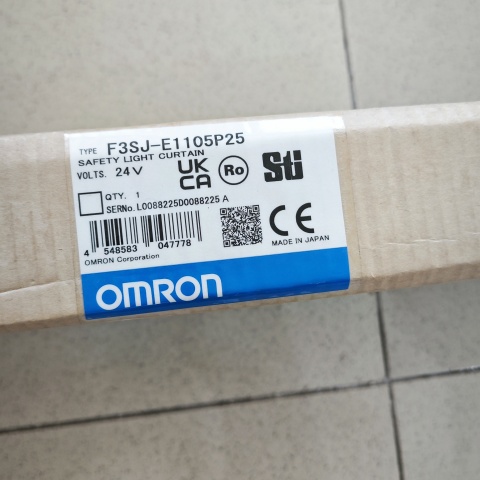 TYPE F3SJ-E1105P25
SAFETY LIGHT CURTAIN
VOLTS. 24V
UK
CA
Ro
Sti
QTY. 1
SERNo. L0088225D0088225 A
CE
4 548583 047778
MADE IN JAPAN
OMRON Corporation
OMRON